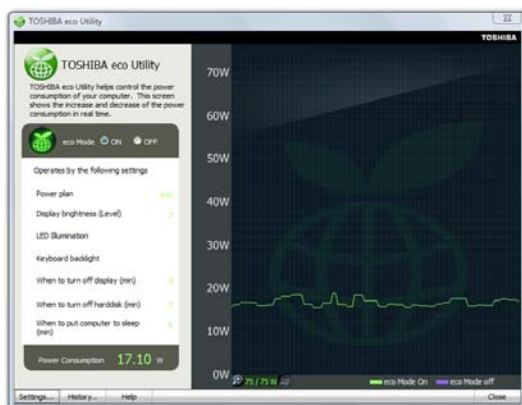 TOSHIBA eco Utility
TOSHIBA
TOSHIBA eco Utility
TOSHIBA eco Utility helps control the power
consumption of your computer. This screen
shows the increase and decrease of the power
consumption in real time.
eco Mode ON OFF
Operates by the following settings
Power plan
Display brightness (Level)
LED Illumination
Keyboard backlight
When to turn off display (min)
When to turn off harddisk (min)
When to put computer to sleep
(min)
Power Consumption 17.10 W
70W
60W
50W
40W
30W
20W
10W
0W
75 / 75 W
eco Mode On eco Mode off
Settings... History... Help Close